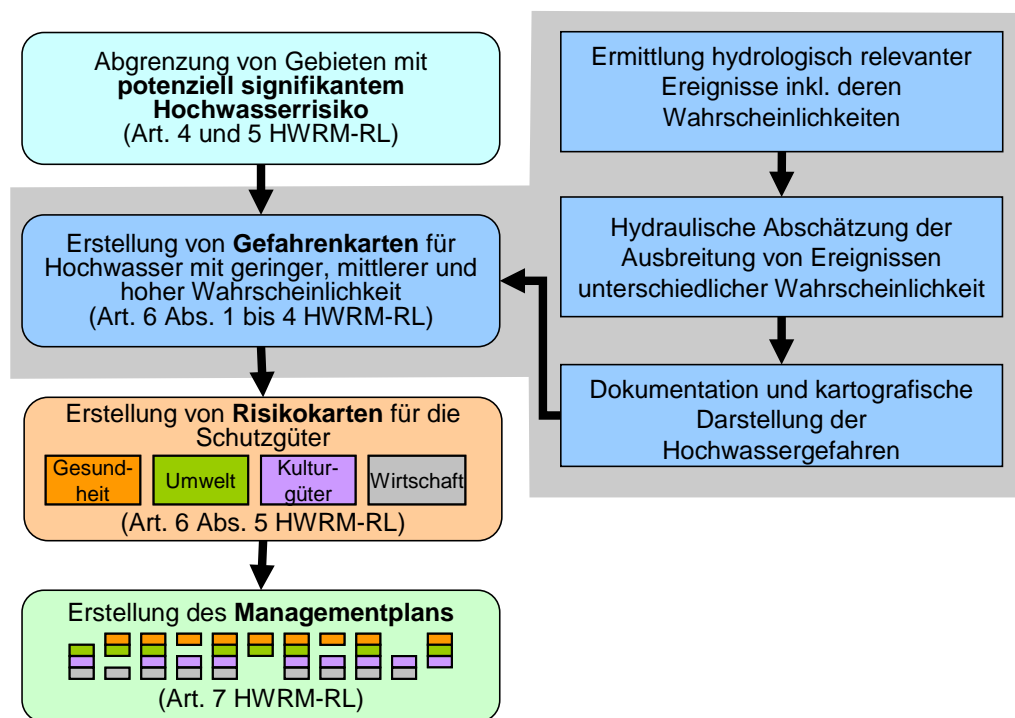 Abgrenzung von Gebieten mit
potenziell signifikantem
Hochwasserrisiko
(Art. 4 und 5 HWRM-RL)
Erstellung von Gefahrenkarten für
Hochwasser mit geringer, mittlerer und
hoher Wahrscheinlichkeit
(Art. 6 Abs. 1 bis 4 HWRM-RL)
Erstellung von Risikokarten für die
Schutzgüter
Gesund-
heit
Umwelt
Kultur-
güter
Wirtschaft
(Art. 6 Abs. 5 HWRM-RL)
Erstellung des Managementplans
(Art. 7 HWRM-RL)
Ermittlung hydrologisch relevanter
Ereignisse inkl. deren
Wahrscheinlichkeiten
Hydraulische Abschätzung der
Ausbreitung von Ereignissen
unterschiedlicher Wahrscheinlichkeit
Dokumentation und kartografische
Darstellung der
Hochwassergefahren